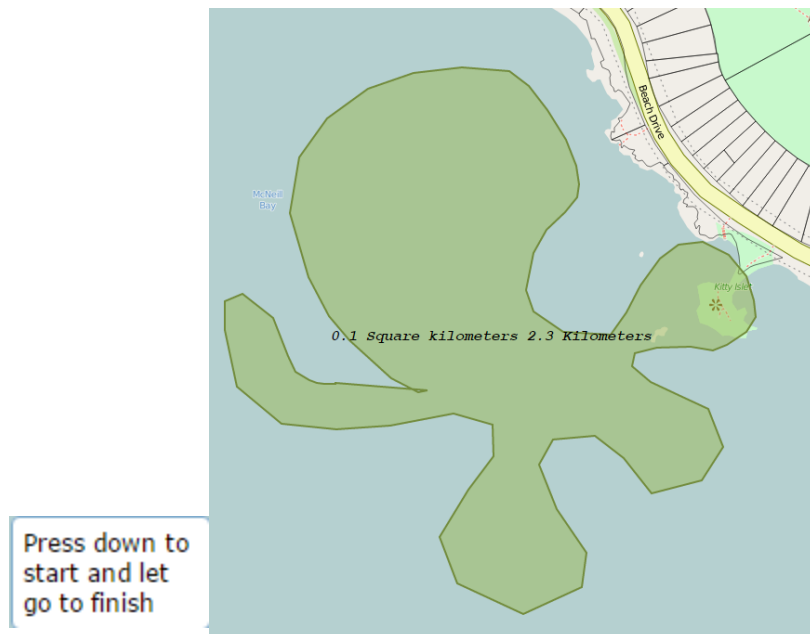 Beach Drive
McNeil
Bay
Kitty Islet
0.1 Square kilometers 2.3 Kilometers
Press down to
start and let
go to finish